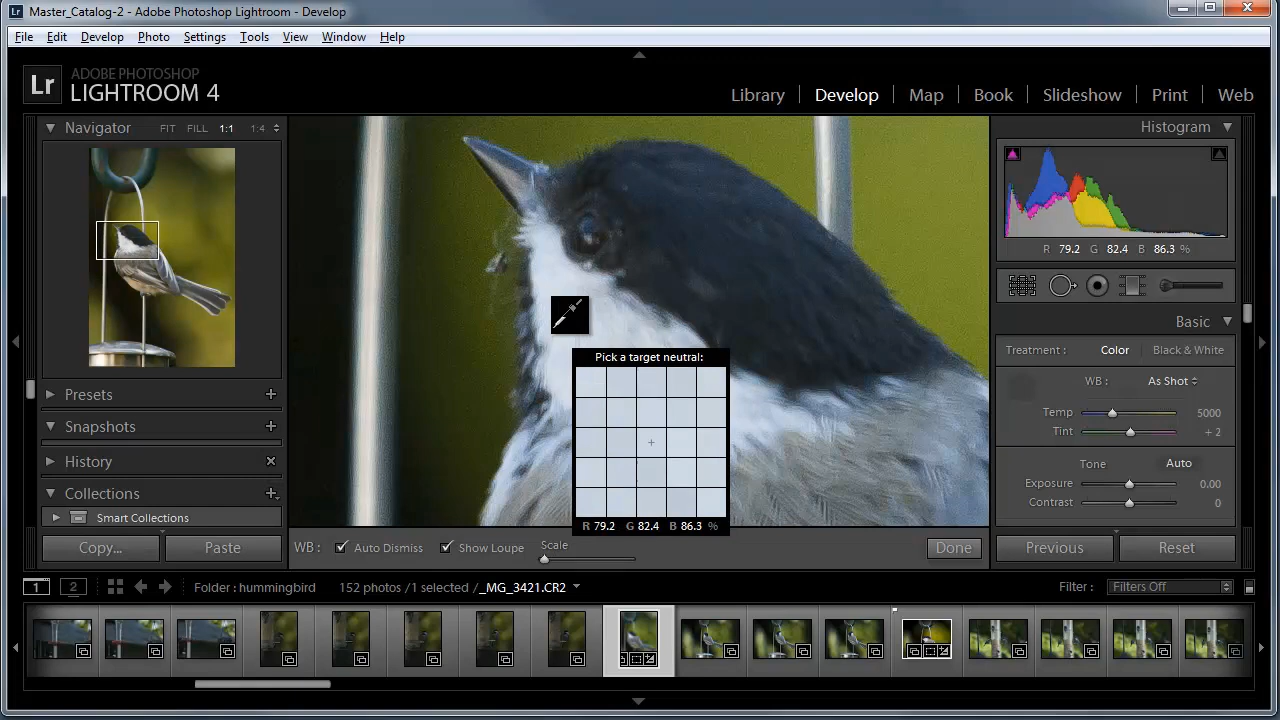 Lr Master_Catalog-2 - Adobe Photoshop Lightroom - Develop
File Edit Develop Photo Settings Tools View Window Help
Lr ADOBE PHOTOSHOP
LIGHTROOM 4
Library Develop Map Book Slideshow Print Web
Navigator FIT FILL 1:1 1:4
Presets
Snapshots
History
Collections
Smart Collections
Copy... Paste
Pick a target neutral:
R 79.2 G 82.4 B 86.3 %
WB : Auto Dismiss Show Loupe Scale Done
Histogram
R 79.2 G 82.4 B 86.3 %
Basic
Treatment : Color Black & White
WB : As Shot
Temp 5000
Tint + 2
Tone Auto
Exposure 0.00
Contrast 0
Previous Reset
1 2 Folder : hummingbird 152 photos /1 selected /_MG_3421.CR2 Filter : Filters Off